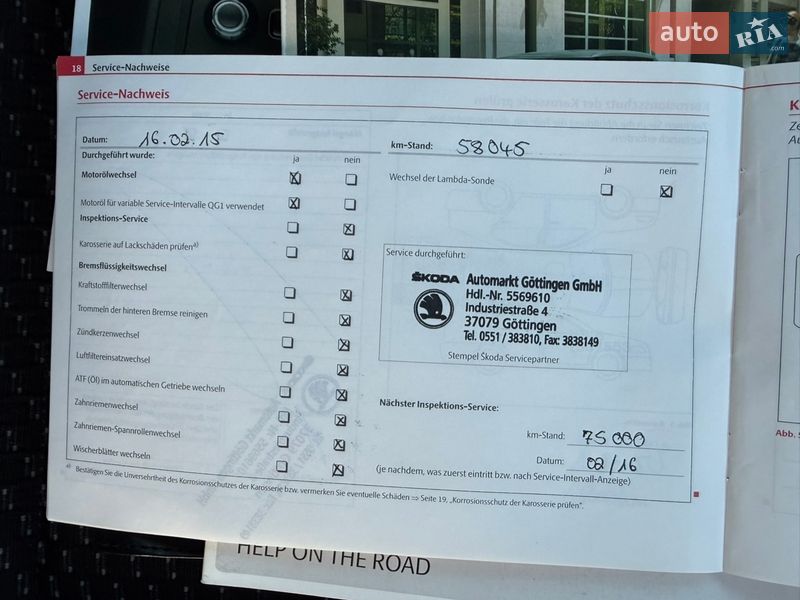 auto RIA .com
18 Service-Nachweise
Service-Nachweis
Datum: 16.02.15
km-Stand: 58045
Durchgeführt wurde: ja nein
ja nein
Motorölwechsel
Wechsel der Lambda-Sonde
Motoröl für variable Service-Intervalle QG1 verwendet
Inspektions-Service
Karosserie auf Lackschäden prüfen a)
Bremsflüssigkeitswechsel
Kraftstofffilterwechsel
Trommeln der hinteren Bremse reinigen
Zündkerzenwechsel
Luftfiltereinsatzwechsel
ATF (Öl) im automatischen Getriebe wechseln
Zahnriemenwechsel
Zahnriemen-Spannrollenwechsel
Wischerblätter wechseln
Service durchgeführt:
ŠKODA Automarkt Göttingen GmbH
Hdl.-Nr. 5569610
Industriestraße 4
37079 Göttingen
Tel. 0551 / 383810, Fax: 3838149
Stempel Škoda Servicepartner
Nächster Inspektions-Service:
km-Stand: 75 000
Datum: 02/16
(je nachdem, was zuerst eintritt bzw. nach Service-Intervall-Anzeige)
a) Bestätigen Sie die Unversehrtheit des Korrosionsschutzes der Karosserie bzw. vermerken Sie eventuelle Schäden ⇒ Seite 19, „Korrosionsschutz der Karosserie prüfen“.
K
Ze
Abb.
HELP ON THE ROAD